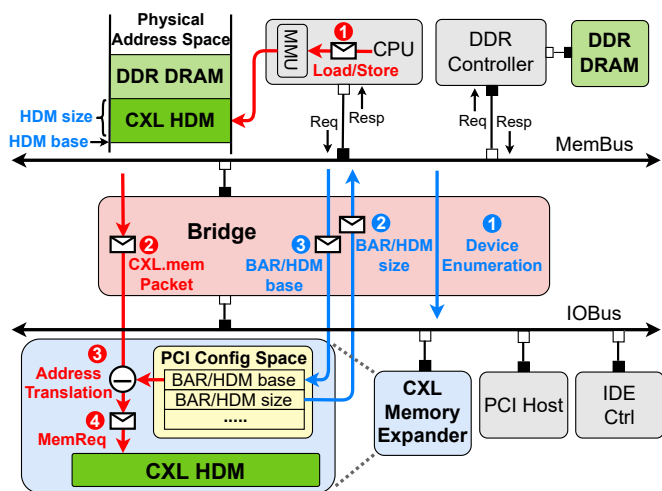 Physical
Address Space
DDR DRAM
CXL HDM
HDM size
HDM base
MMU
1
CPU
Load/Store
DDR
Controller
DDR
DRAM
Req
Resp
Req
Resp
MemBus
Bridge
2
CXL.mem
Packet
3
BAR/HDM
base
2
BAR/HDM
size
1
Device
Enumeration
IOBus
3
Address
Translation
4
MemReq
PCI Config Space
BAR/HDM base
BAR/HDM size
.....
CXL HDM
CXL
Memory
Expander
PCI Host
IDE
Ctrl